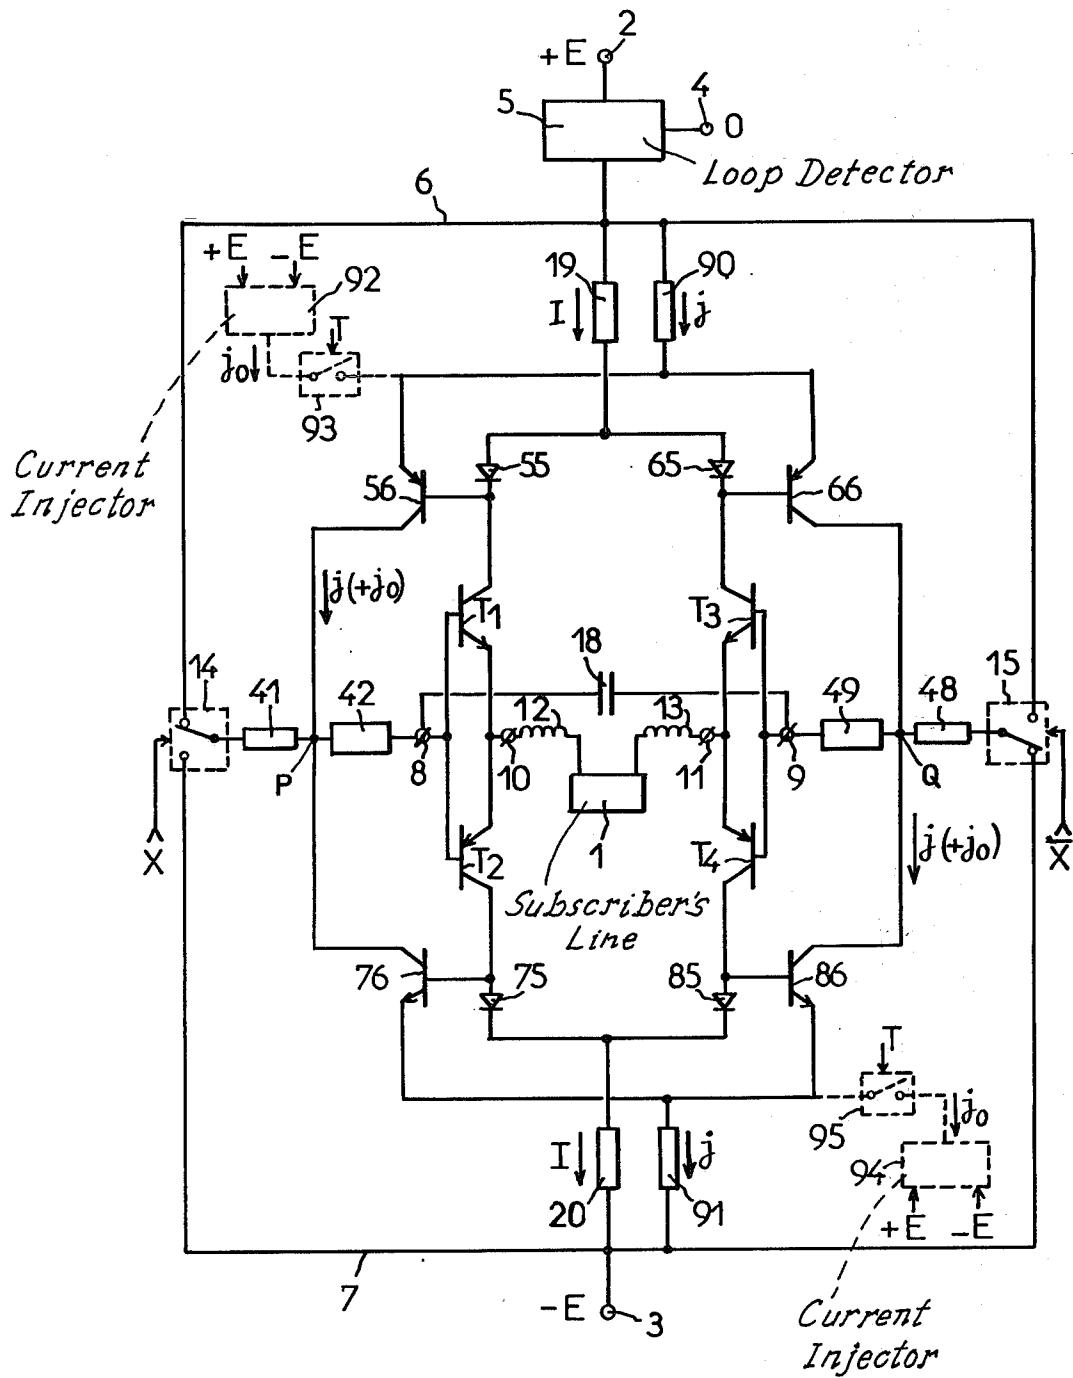 2
+E
5
4
0
Loop Detector
6
+E -E
92
19
90
I
j
T
j0
93
Current
Injector
55
65
56
66
j(+j0)
T1
T3
18
14
15
41
42
12
13
49
48
8
10
11
9
P
Q
1
X
X̅
T2
T4
j(+j0)
Subscriber's
Line
76
75
85
86
T
j0
95
I
j
94
20
91
+E -E
7
-E
3
Current
Injector